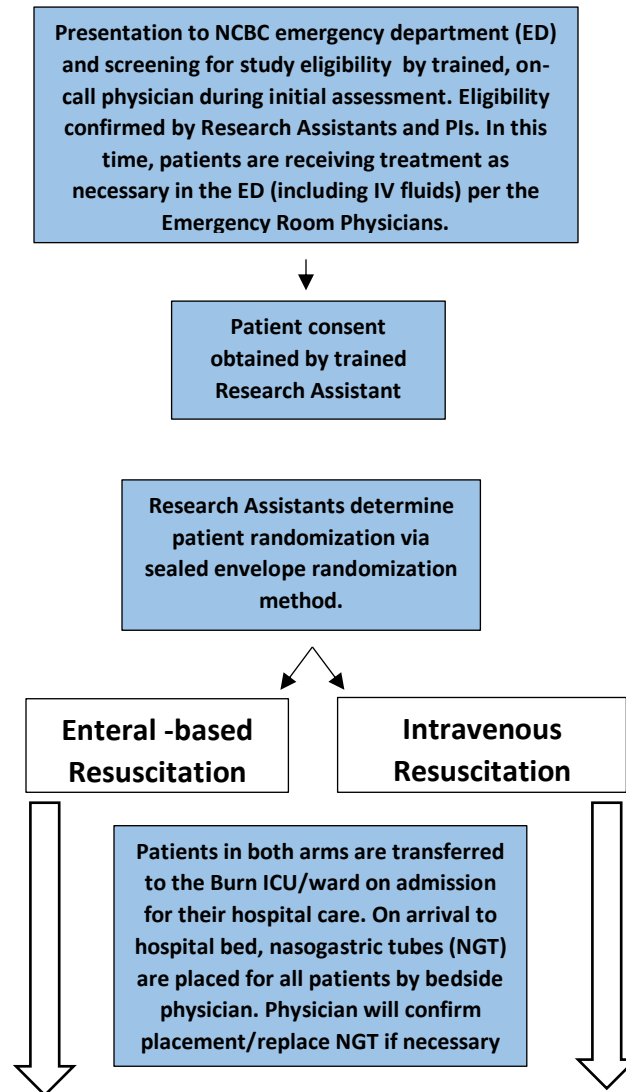 Presentation to NCBC emergency department (ED)
and screening for study eligibility by trained, on-
call physician during initial assessment. Eligibility
confirmed by Research Assistants and PIs. In this
time, patients are receiving treatment as
necessary in the ED (including IV fluids) per the
Emergency Room Physicians.
Patient consent
obtained by trained
Research Assistant
Research Assistants determine
patient randomization via
sealed envelope randomization
method.
Enteral -based
Resuscitation
Intravenous
Resuscitation
Patients in both arms are transferred
to the Burn ICU/ward on admission
for their hospital care. On arrival to
hospital bed, nasogastric tubes (NGT)
are placed for all patients by bedside
physician. Physician will confirm
placement/replace NGT if necessary